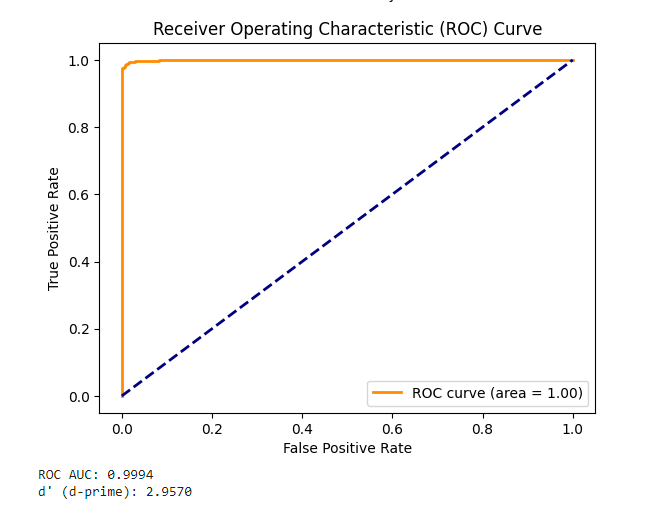 Receiver Operating Characteristic (ROC) Curve
1.0
0.8
0.6
0.4
0.2
0.0
True Positive Rate
ROC curve (area = 1.00)
0.0 0.2 0.4 0.6 0.8 1.0
False Positive Rate
ROC AUC: 0.9994
d' (d-prime): 2.9570